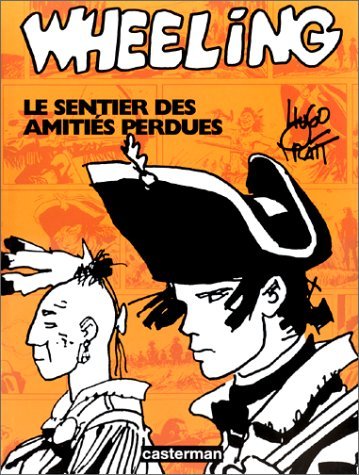 WHEELiNG
LE SENTIER DES
AMITIÉS PERDUES
HUGO
PRATT
casterman